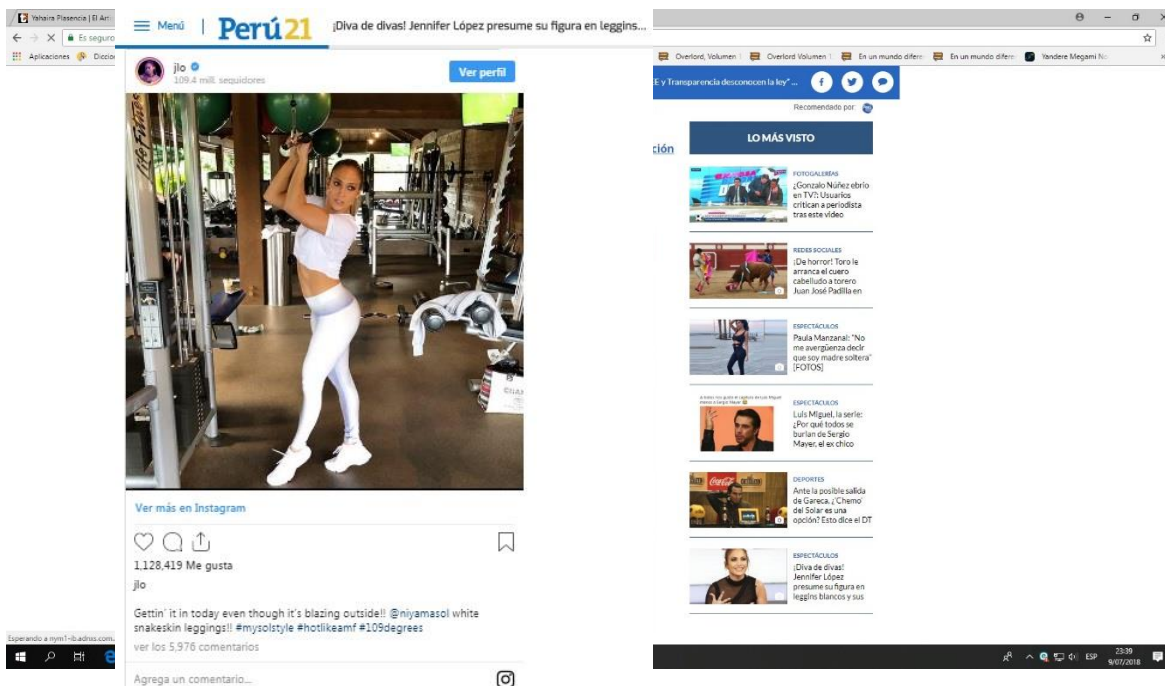 Yahaira Plasencia | El Art
Es seguro
Aplicaciones
Diccio
Menú | Perú21 ¡Diva de divas! Jennifer López presume su figura en leggins...
jlo
109.4 mill. seguidores
Ver perfil
Life Fitness
Ver más en Instagram
1,128,419 Me gusta
jlo
Gettin' it in today even though it's blazing outside!! @niyamasol white
snakeskin leggings!! #mysolstyle #hotlikeamf #109degrees
ver los 5,976 comentarios
Agrega un comentario...
Overlord, Volumen
Overlord Volumen 1
En un mundo difere
En un mundo difere
Yandere Megami No
E y Transparencia desconocen la ley" ...
Recomendado por
ción
LO MÁS VISTO
FOTOGALERÍAS
¿Gonzalo Núñez ebrio
en TV?: Usuarios
critican a periodista
tras este video
REDES SOCIALES
¡De horror! Toro le
arranca el cuero
cabelludo a torero
Juan José Padilla en
ESPECTÁCULOS
Paula Manzanal: "No
me avergüenza decir
que soy madre soltera"
[FOTOS]
ESPECTÁCULOS
Luis Miguel, la serie:
¿Por qué todos se
burlan de Sergio
Mayer, el ex chico
DEPORTES
Ante la posible salida
de Gareca, ¿'Chemo'
del Solar es una
opción? Esto dice el DT
Coca-Cola
ESPECTÁCULOS
¡Diva de divas!
Jennifer López
presume su figura en
leggins blancos y sus
Esperando a nym1-ib.adnxs.com.
ESP
23:39
9/07/2018